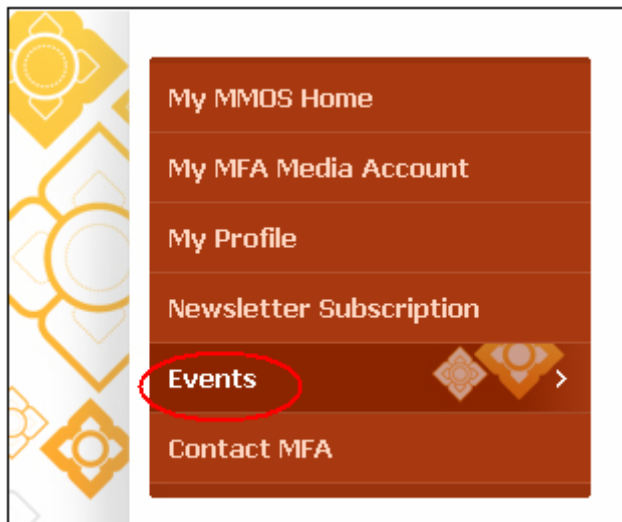 My MMOS Home
My MFA Media Account
My Profile
Newsletter Subscription
Events
Contact MFA